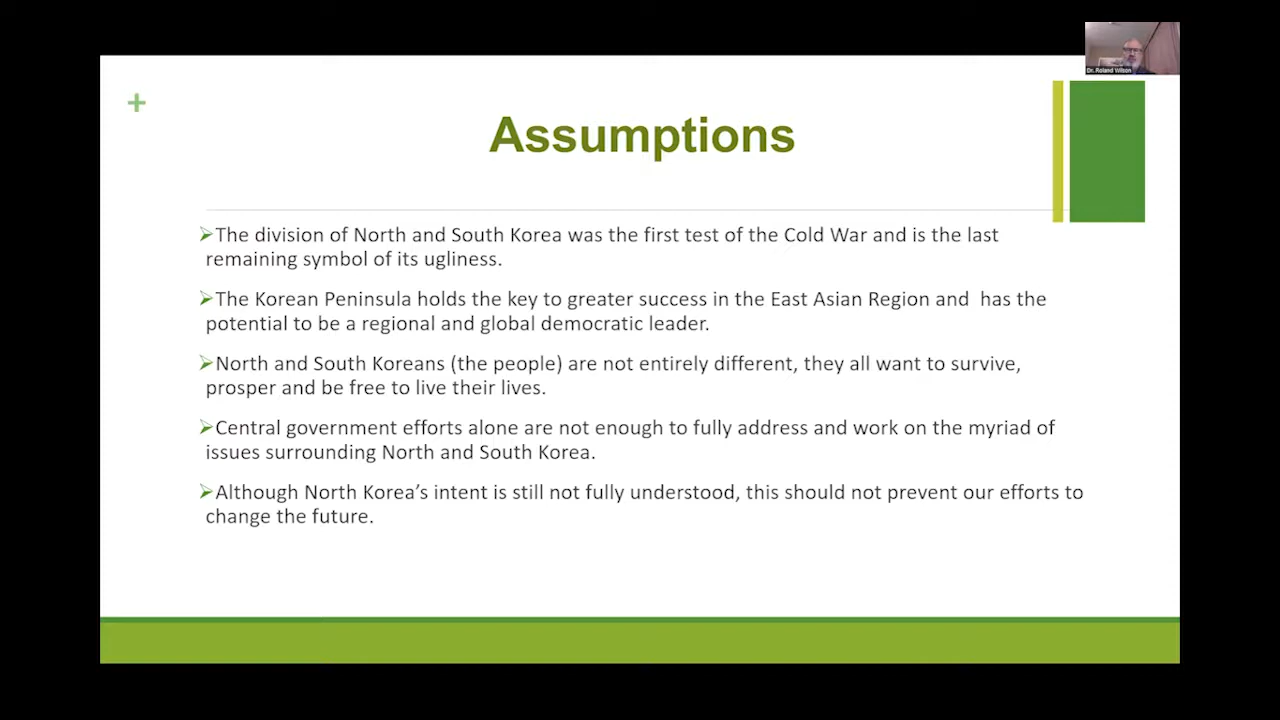 Dr. Roland Wilson
+
Assumptions
➢The division of North and South Korea was the first test of the Cold War and is the last
remaining symbol of its ugliness.
➢The Korean Peninsula holds the key to greater success in the East Asian Region and  has the
potential to be a regional and global democratic leader.
➢North and South Koreans (the people) are not entirely different, they all want to survive,
prosper and be free to live their lives.
➢Central government efforts alone are not enough to fully address and work on the myriad of
issues surrounding North and South Korea.
➢Although North Korea’s intent is still not fully understood, this should not prevent our efforts to
change the future.